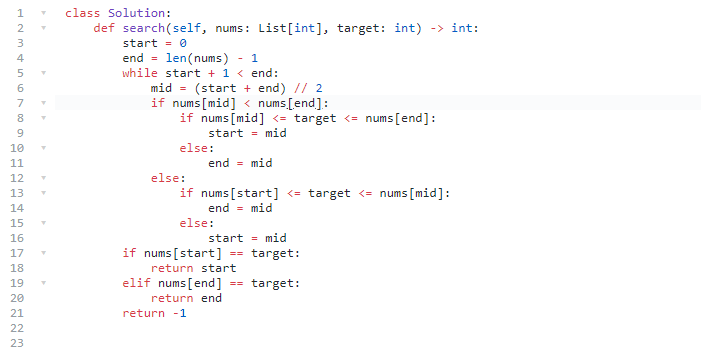 1 class Solution:
2     def search(self, nums: List[int], target: int) -> int:
3         start = 0
4         end = len(nums) - 1
5         while start + 1 < end:
6             mid = (start + end) // 2
7             if nums[mid] < nums[end]:
8                 if nums[mid] <= target <= nums[end]:
9                     start = mid
10                 else:
11                     end = mid
12             else:
13                 if nums[start] <= target <= nums[mid]:
14                     end = mid
15                 else:
16                     start = mid
17         if nums[start] == target:
18             return start
19         elif nums[end] == target:
20             return end
21         return -1
22
23